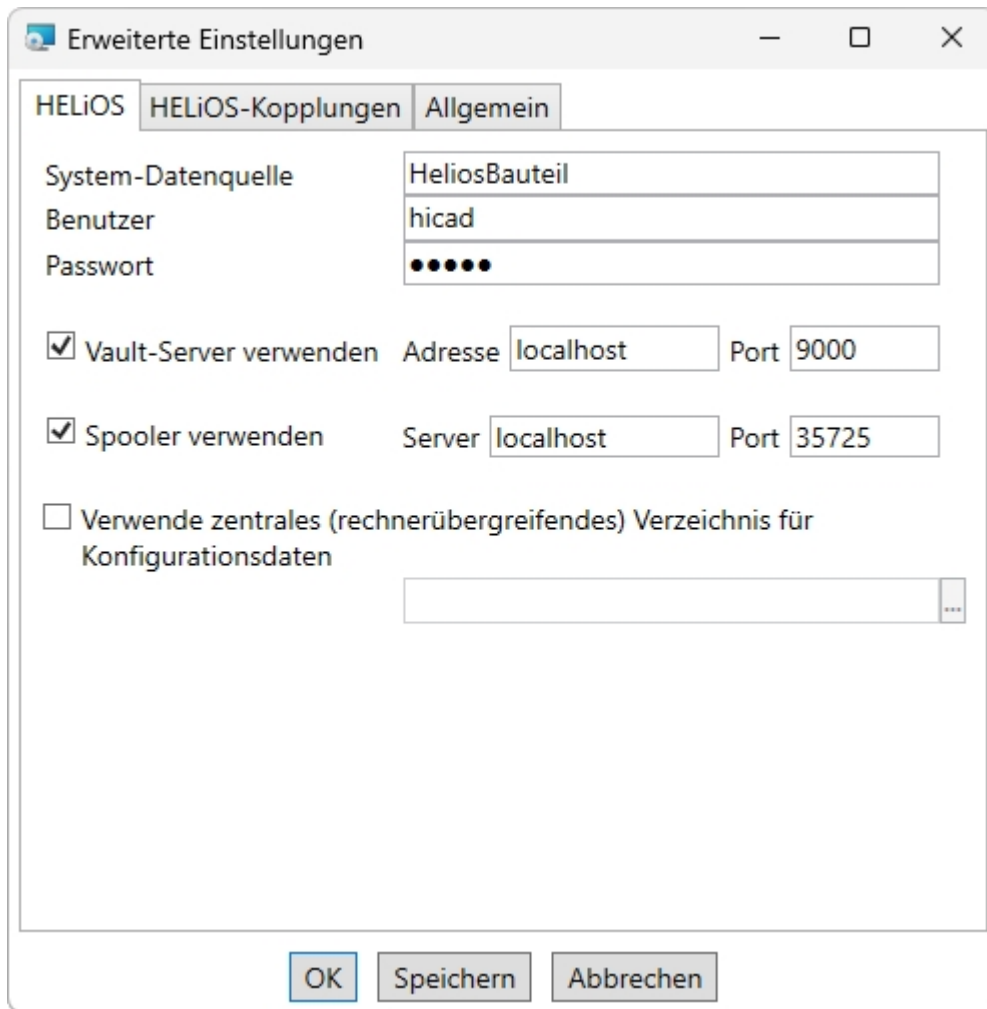 Erweiterte Einstellungen
HELiOS HELiOS-Kopplungen Allgemein
System-Datenquelle HeliosBauteil
Benutzer hicad
Passwort ●●●●●
Vault-Server verwenden Adresse localhost Port 9000
Spooler verwenden Server localhost Port 35725
Verwende zentrales (rechnerübergreifendes) Verzeichnis für
Konfigurationsdaten
...
OK Speichern Abbrechen